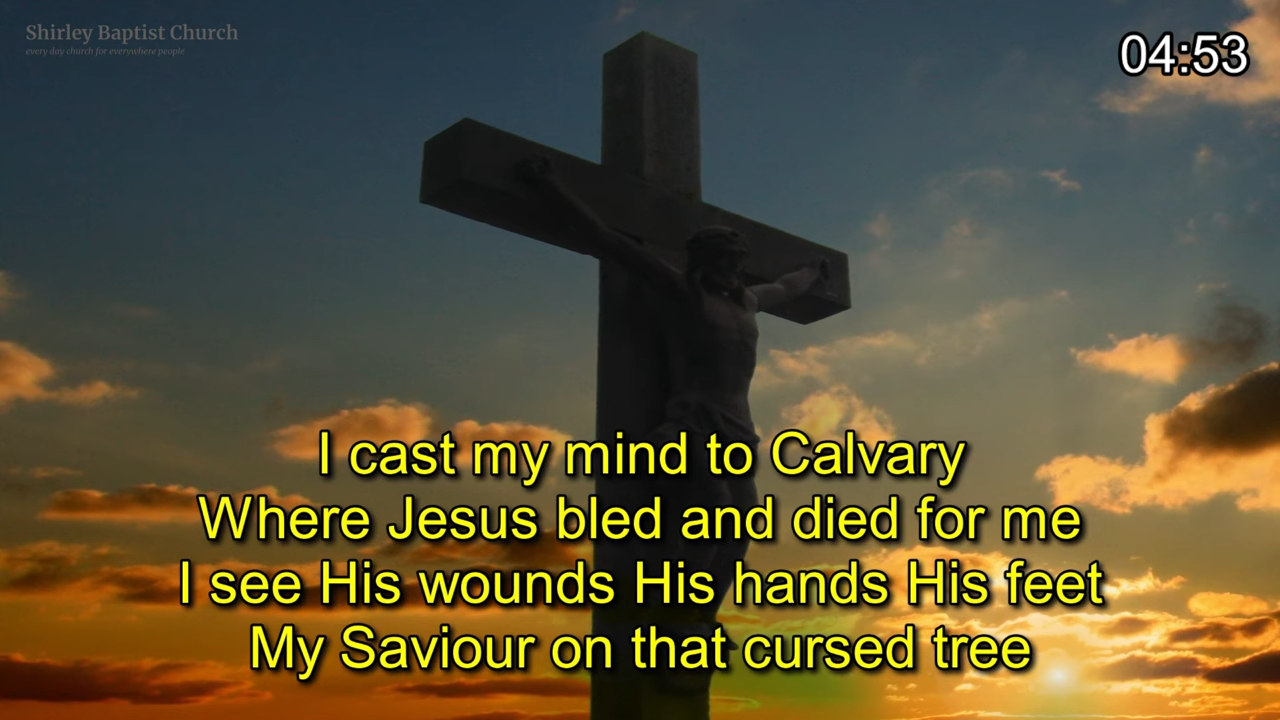 Shirley Baptist Church
every day church for everywhere people
04:53
I cast my mind to Calvary
Where Jesus bled and died for me
I see His wounds His hands His feet
My Saviour on that cursed tree